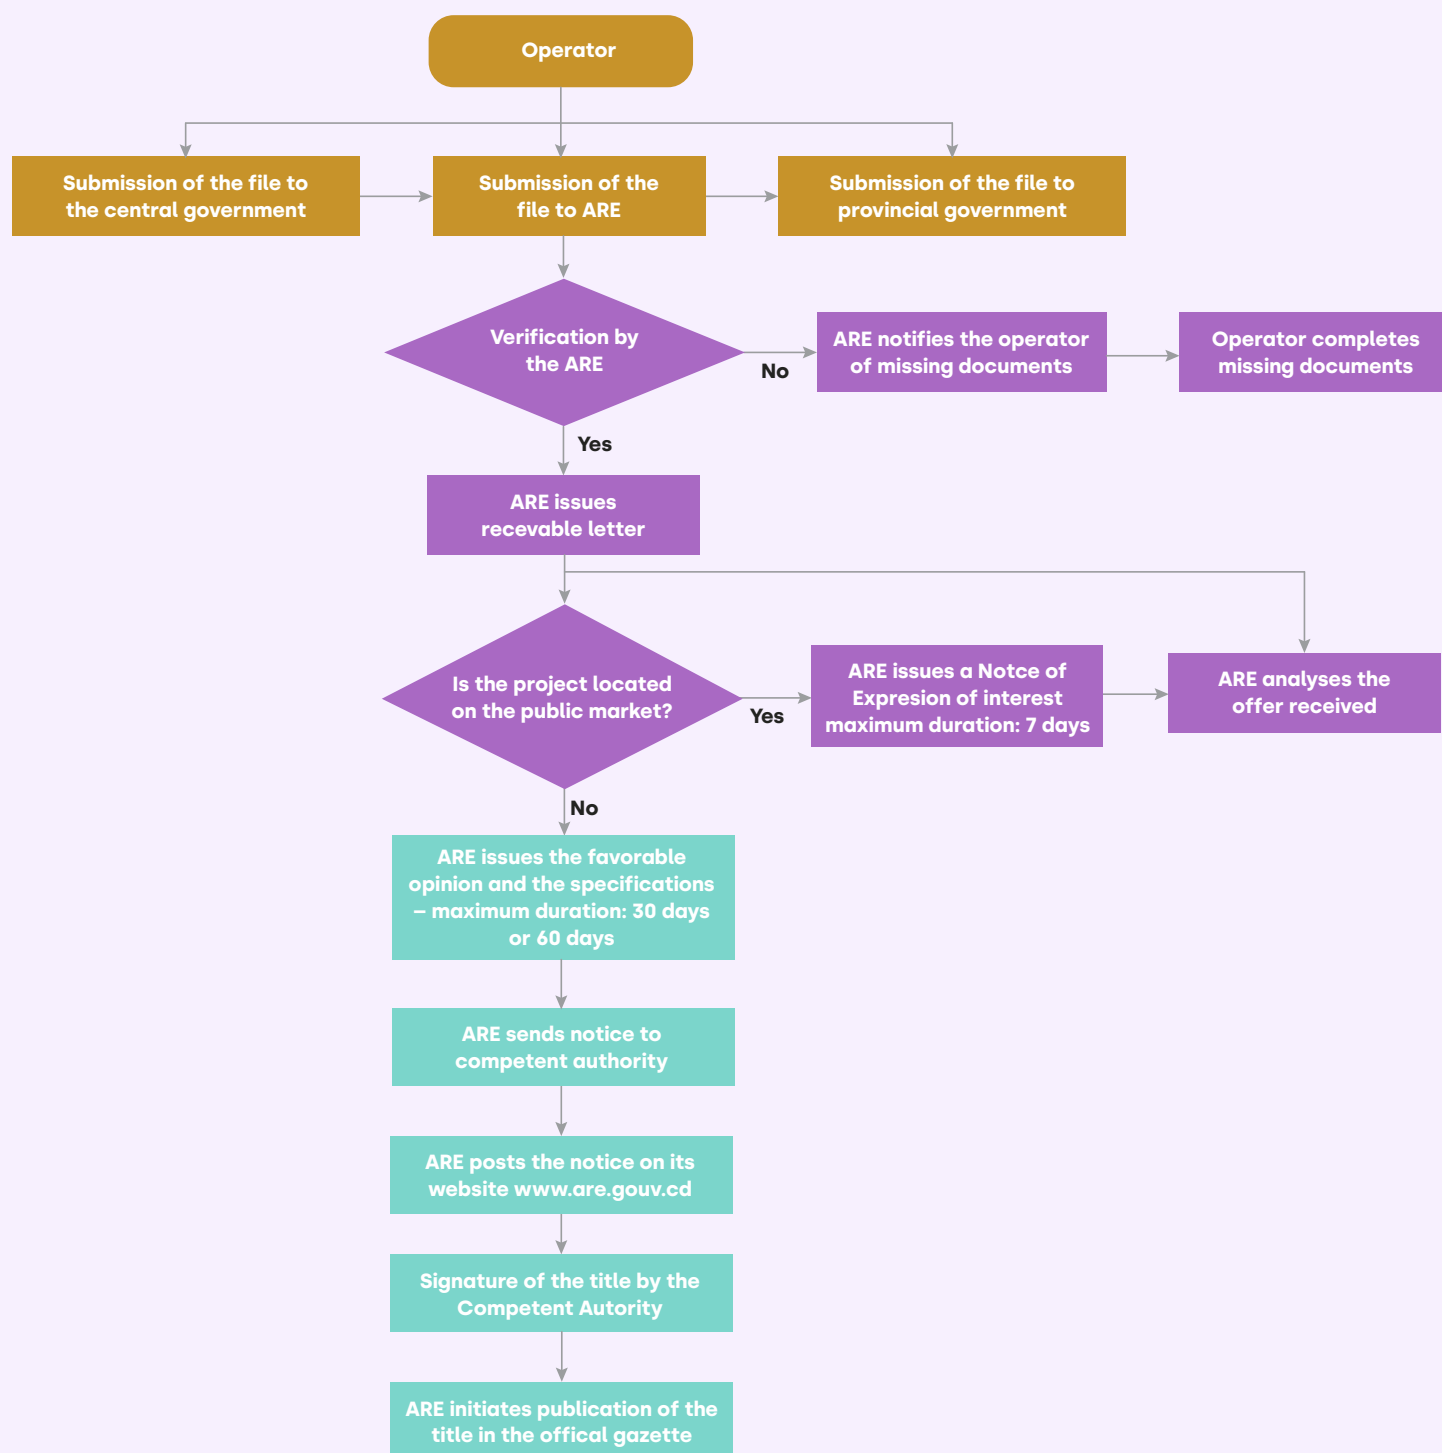 Operator
Submission of the file to
the central government
Submission of the
file to ARE
Submission of the file to
provincial government
Verification by
the ARE
No
ARE notifies the operator
of missing documents
Operator completes
missing documents
Yes
ARE issues
recevable letter
Is the project located
on the public market?
Yes
ARE issues a Notce of
Expresion of interest
maximum duration: 7 days
ARE analyses the
offer received
No
ARE issues the favorable
opinion and the specifications
– maximum duration: 30 days
or 60 days
ARE sends notice to
competent authority
ARE posts the notice on its
website www.are.gouv.cd
Signature of the title by the
Competent Autority
ARE initiates publication of the
title in the offical gazette